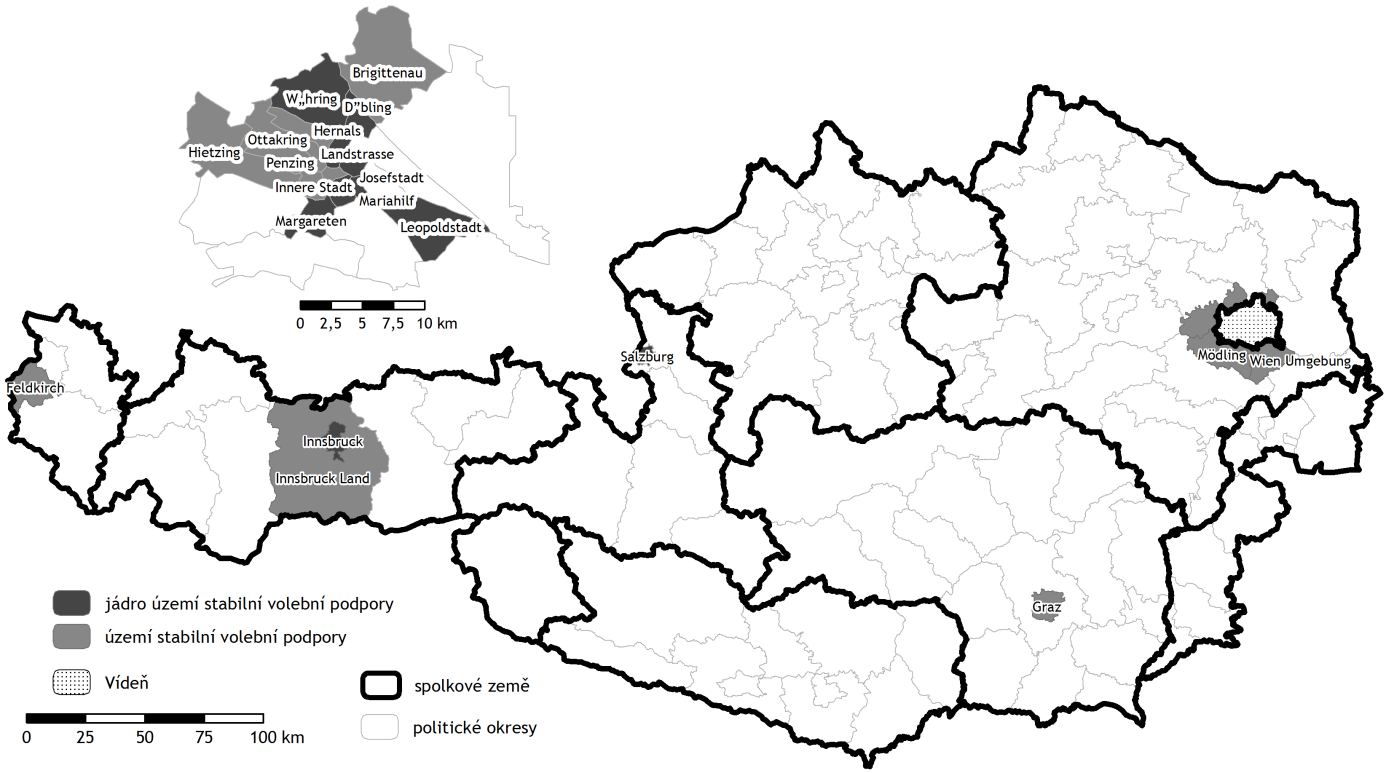 Brigittenau
W„hring
D”bling
Hernals
Ottakring
Hietzing
Landstrasse
Penzing
Josefstadt
Innere Stadt
Mariahilf
Margareten
Leopoldstadt
0 2,5 5 7,5 10 km
Salzburg
Mödling
Wien Umgebung
Feldkirch
Innsbruck
Innsbruck Land
Graz
jádro území stabilní volební podpory
území stabilní volební podpory
Vídeň
spolkové země
politické okresy
0 25 50 75 100 km